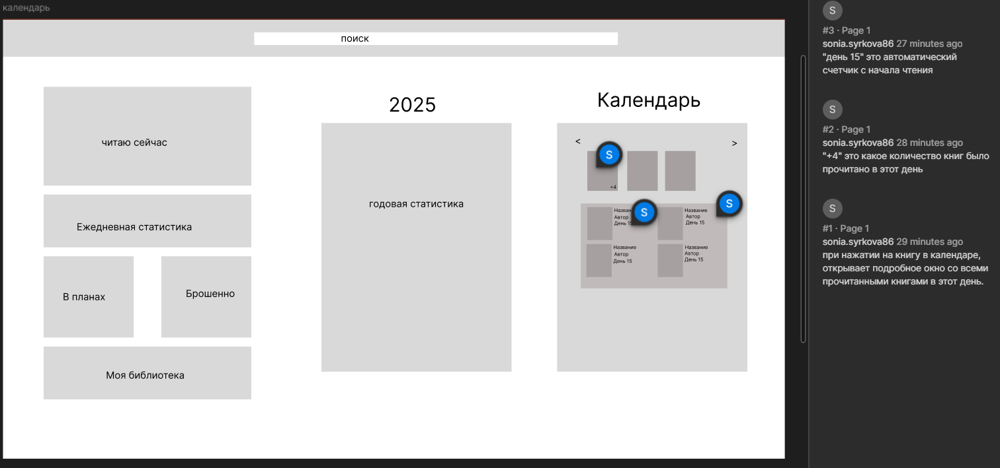 календарь
поиск
читаю сейчас
Ежедневная статистика
В планах
Брошенно
Моя библиотека
2025
годовая статистика
Календарь
<
>
S
+4
Название
Автор
День 15
S
Название
Автор
День 15
S
Название
Автор
День 15
Название
Автор
День 15
S
#3 · Page 1
sonia.syrkova86 27 minutes ago
"день 15" это автоматический
счетчик с начала чтения
S
#2 · Page 1
sonia.syrkova86 28 minutes ago
"+4" это какое количество книг было
прочитано в этот день
S
#1 · Page 1
sonia.syrkova86 29 minutes ago
при нажатии на книгу в календаре,
открывает подробное окно со всеми
прочитанными книгами в этот день.